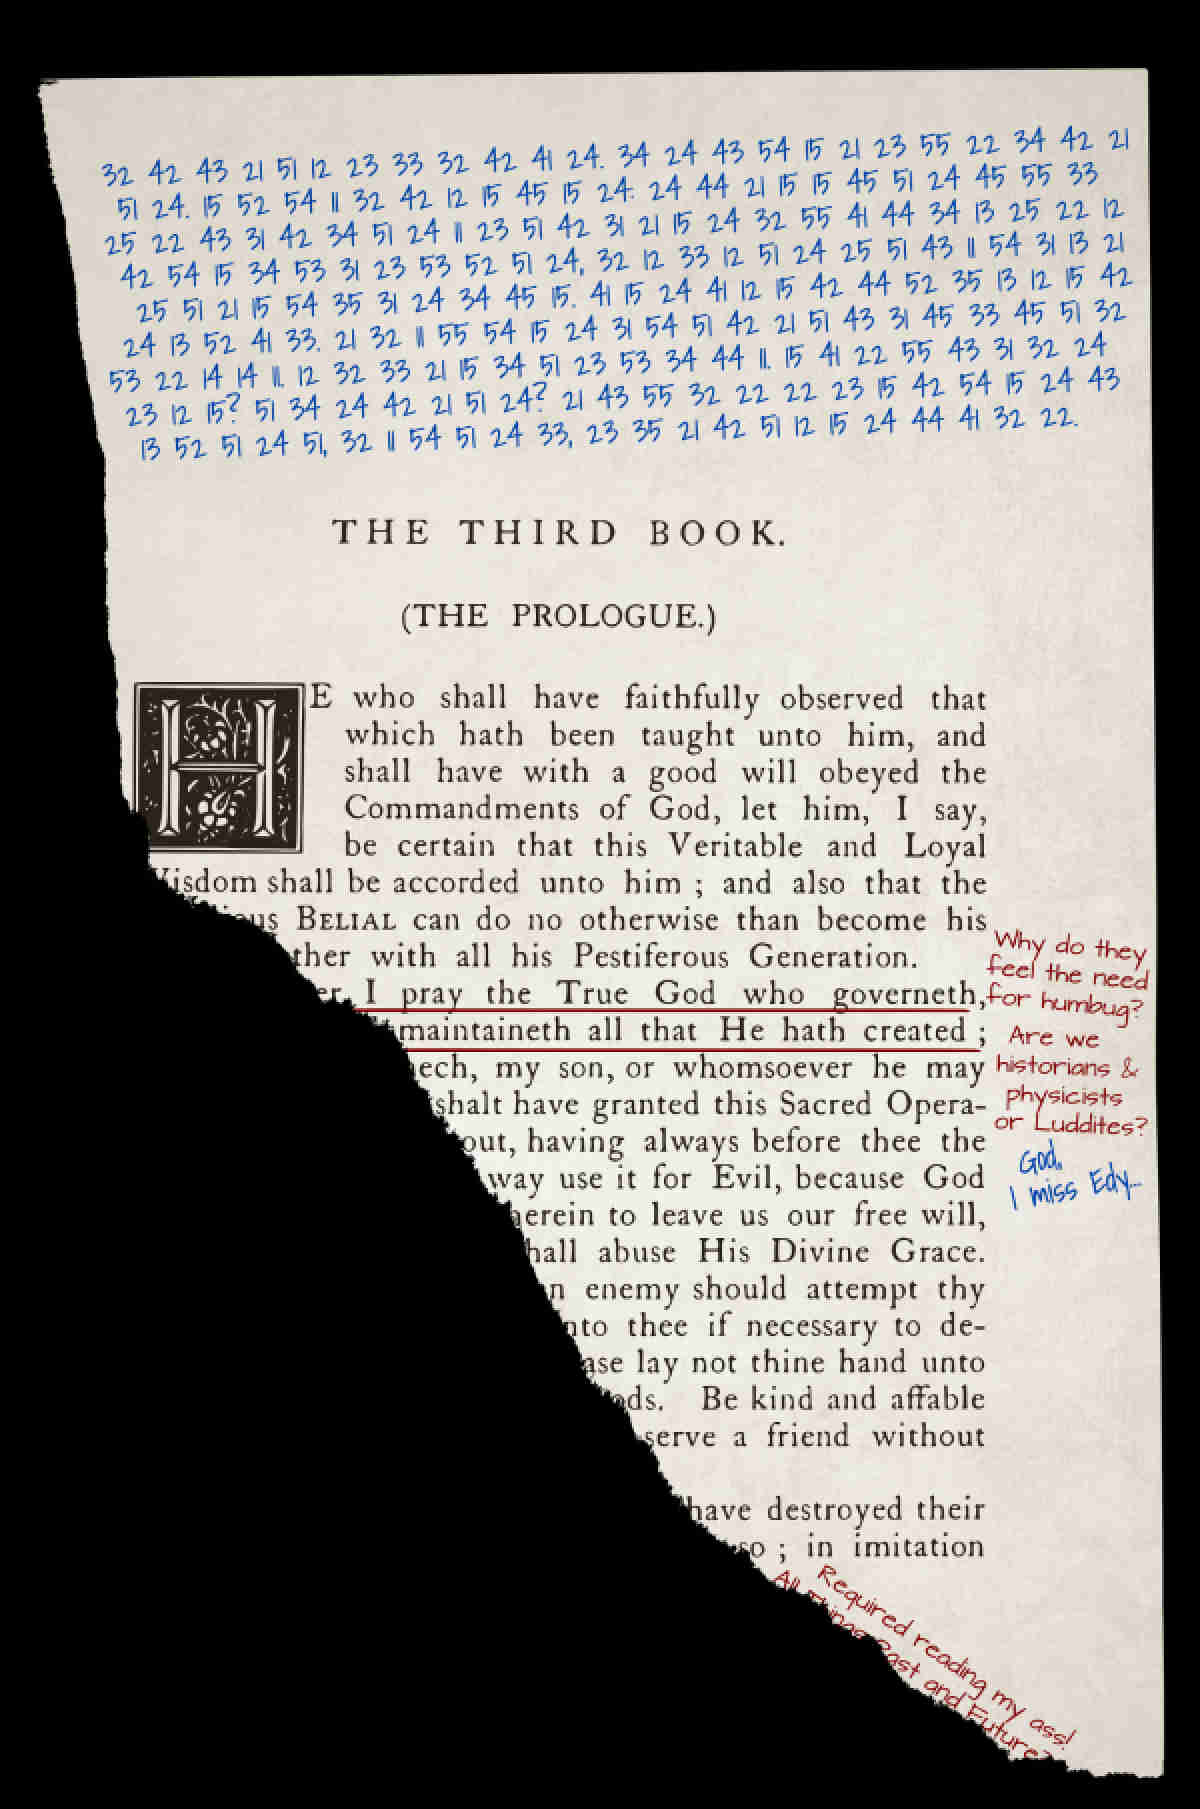 32 42 43 21 51 12 23 33 32 42 41 24. 34 24 43 54 15 21 23 55 22 34 42 21
51 24. 15 52 54 11 32 42 12 15 45 15 24. 24 44 21 15 15 45 51 24 45 55 33
25 22 43 31 42 34 51 24 11 23 51 42 31 21 15 24 32 55 41 44 34 13 25 22 12
42 54 15 34 53 31 23 53 52 51 24, 32 12 33 12 51 24 25 51 43 11 54 31 13 21
25 51 21 15 54 35 31 24 34 45 15. 41 15 24 41 12 15 42 44 52 35 13 12 15 42
24 13 52 41 33. 21 32 11 55 54 15 24 31 54 51 42 21 51 43 31 45 33 45 51 32
53 22 14 14 11. 12 32 33 21 15 34 51 23 53 34 44 11. 15 41 22 55 43 31 32 24
23 12 15? 51 34 24 42 21 51 24? 21 43 55 32 22 22 23 15 42 54 15 24 43
13 52 51 24 51, 32 11 54 51 24 33, 23 35 21 42 51 12 15 24 44 41 32 22.
THE THIRD BOOK.
(THE PROLOGUE.)
HE who shall have faithfully observed that
which hath been taught unto him, and
shall have with a good will obeyed the
Commandments of God, let him, I say,
be certain that this Veritable and Loyal
Wisdom shall be accorded unto him ; and also that the
ious BELIAL can do no otherwise than become his
ther with all his Pestiferous Generation.
er I pray the True God who governeth,
maintaineth all that He hath created ;
ech, my son, or whomsoever he may
shalt have granted this Sacred Opera-
out, having always before thee the
way use it for Evil, because God
herein to leave us our free will,
hall abuse His Divine Grace.
n enemy should attempt thy
nto thee if necessary to de-
ase lay not thine hand unto
ods. Be kind and affable
serve a friend without
have destroyed their
so ; in imitation
Why do they
feel the need
for humbug?
Are we
historians &
physicists
or Luddites?
God,
I miss Edy...
Required reading my ass!
All Things Past and Future?